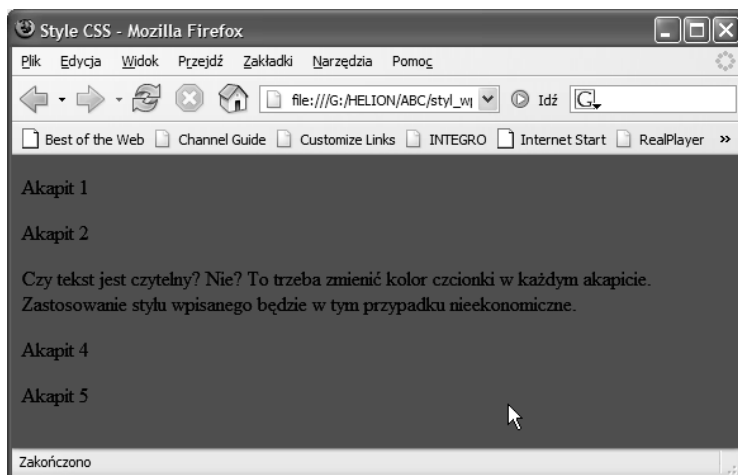 Style CSS - Mozilla Firefox
Plik Edycja Widok Przejdź Zakładki Narzędzia Pomoc
file:///G:/HELION/ABC/styl_wp Idź G
Best of the Web Channel Guide Customize Links INTEGRO Internet Start RealPlayer »
Akapit 1
Akapit 2
Czy tekst jest czytelny? Nie? To trzeba zmienić kolor czcionki w każdym akapicie.
Zastosowanie stylu wpisanego będzie w tym przypadku nieekonomiczne.
Akapit 4
Akapit 5
Zakończono